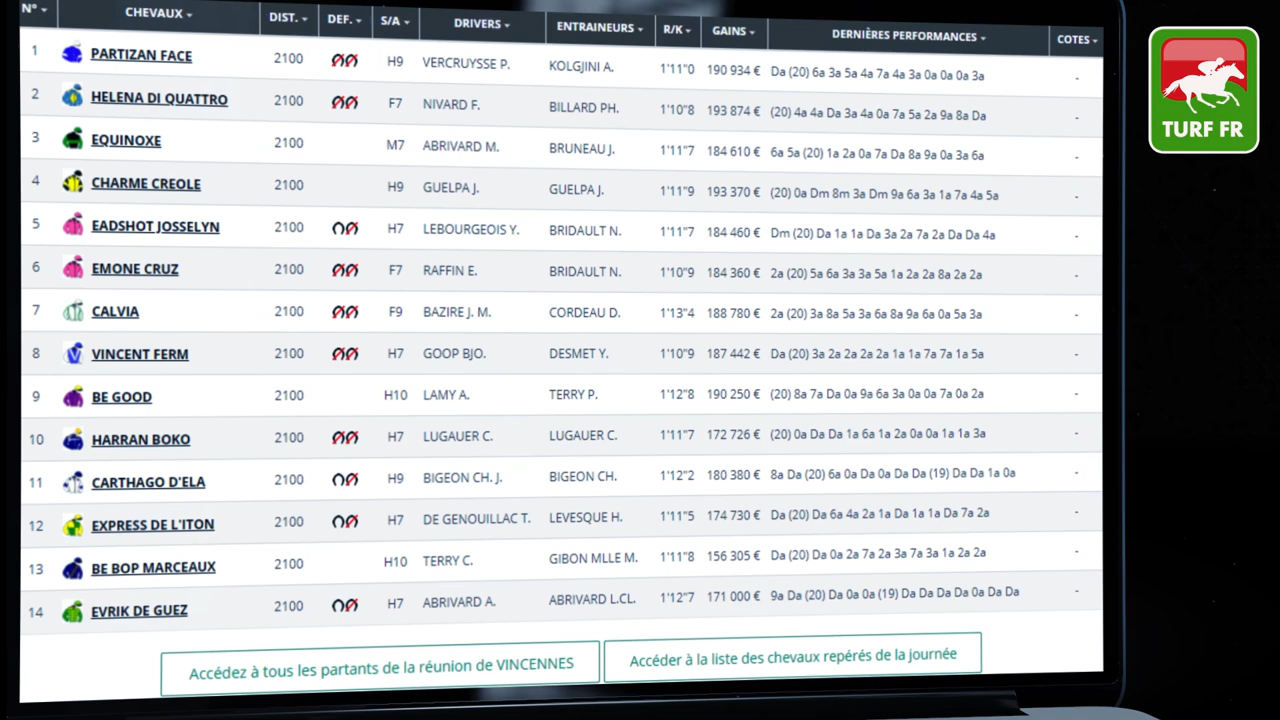 N° CHEVAUX DIST. DEF. S/A DRIVERS ENTRAINEURS R/K GAINS DERNIÈRES PERFORMANCES COTES
1 PARTIZAN FACE 2100 H9 VERCRUYSSE P. KOLGJINI A. 1'11"0 190 934 € Da (20) 6a 3a 5a 4a 7a 4a 3a 0a 0a 0a 3a -
2 HELENA DI QUATTRO 2100 F7 NIVARD F. BILLARD PH. 1'10"8 193 874 € (20) 4a 4a Da 3a 4a 0a 7a 5a 2a 9a 8a Da -
3 EQUINOXE 2100 M7 ABRIVARD M. BRUNEAU J. 1'11"7 184 610 € 6a 5a (20) 1a 2a 0a 7a Da 8a 9a 0a 3a 6a -
4 CHARME CREOLE 2100 H9 GUELPA J. GUELPA J. 1'11"9 193 370 € (20) 0a Dm 8m 3a Dm 9a 6a 3a 1a 7a 4a 5a -
5 EADSHOT JOSSELYN 2100 H7 LEBOURGEOIS Y. BRIDAULT N. 1'11"7 184 460 € Dm (20) Da 1a 1a Da 3a 2a 7a 2a Da Da 4a -
6 EMONE CRUZ 2100 F7 RAFFIN E. BRIDAULT N. 1'10"9 184 360 € 2a (20) 5a 6a 3a 3a 5a 1a 2a 2a 8a 2a 2a -
7 CALVIA 2100 F9 BAZIRE J. M. CORDEAU D. 1'13"4 188 780 € 2a (20) 3a 8a 5a 3a 6a 8a 9a 6a 0a 5a 3a -
8 VINCENT FERM 2100 H7 GOOP BJO. DESMET Y. 1'10"9 187 442 € Da (20) 3a 2a 2a 2a 2a 1a 1a 7a 7a 1a 5a -
9 BE GOOD 2100 H10 LAMY A. TERRY P. 1'12"8 190 250 € (20) 8a 7a Da 0a 9a 6a 3a 0a 0a 7a 0a 2a -
10 HARRAN BOKO 2100 H7 LUGAUER C. LUGAUER C. 1'11"7 172 726 € (20) 0a Da Da 1a 6a 1a 2a 0a 0a 1a 1a 3a -
11 CARTHAGO D'ELA 2100 H9 BIGEON CH. J. BIGEON CH. 1'12"2 180 380 € 8a Da (20) 6a 0a Da 0a Da Da (19) Da Da 1a 0a -
12 EXPRESS DE L'ITON 2100 H7 DE GENOUILLAC T. LEVESQUE H. 1'11"5 174 730 € Da (20) Da 6a 4a 2a 1a Da 1a 1a Da 7a 2a -
13 BE BOP MARCEAUX 2100 H10 TERRY C. GIBON MLLE M. 1'11"8 156 305 € Da (20) Da 0a 2a 7a 2a 3a 7a 3a 1a 2a 2a -
14 EVRIK DE GUEZ 2100 H7 ABRIVARD A. ABRIVARD L.CL. 1'12"7 171 000 € 9a Da (20) Da 0a 0a (19) Da Da Da Da 0a Da Da -
Accédez à tous les partants de la réunion de VINCENNES
Accéder à la liste des chevaux repérés de la journée
TURF FR